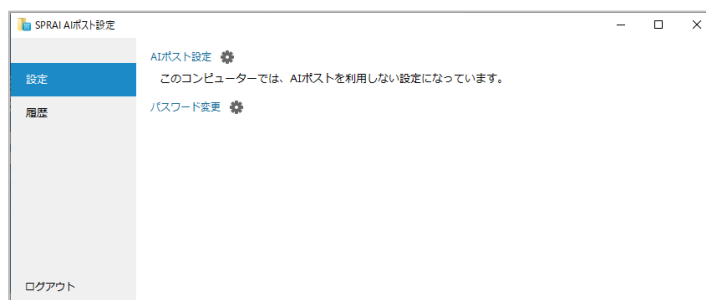 SPRAI AIポスト設定
AIポスト設定
設定
このコンピューターでは、AIポストを利用しない設定になっています。
履歴
パスワード変更
ログアウト